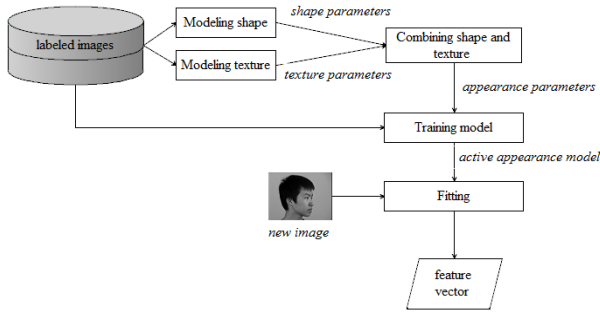 shape parameters
Modeling shape
labeled images
Combining shape and
texture
Modeling texture
texture parameters
appearance parameters
Training model
active appearance model
Fitting
new image
feature
vector